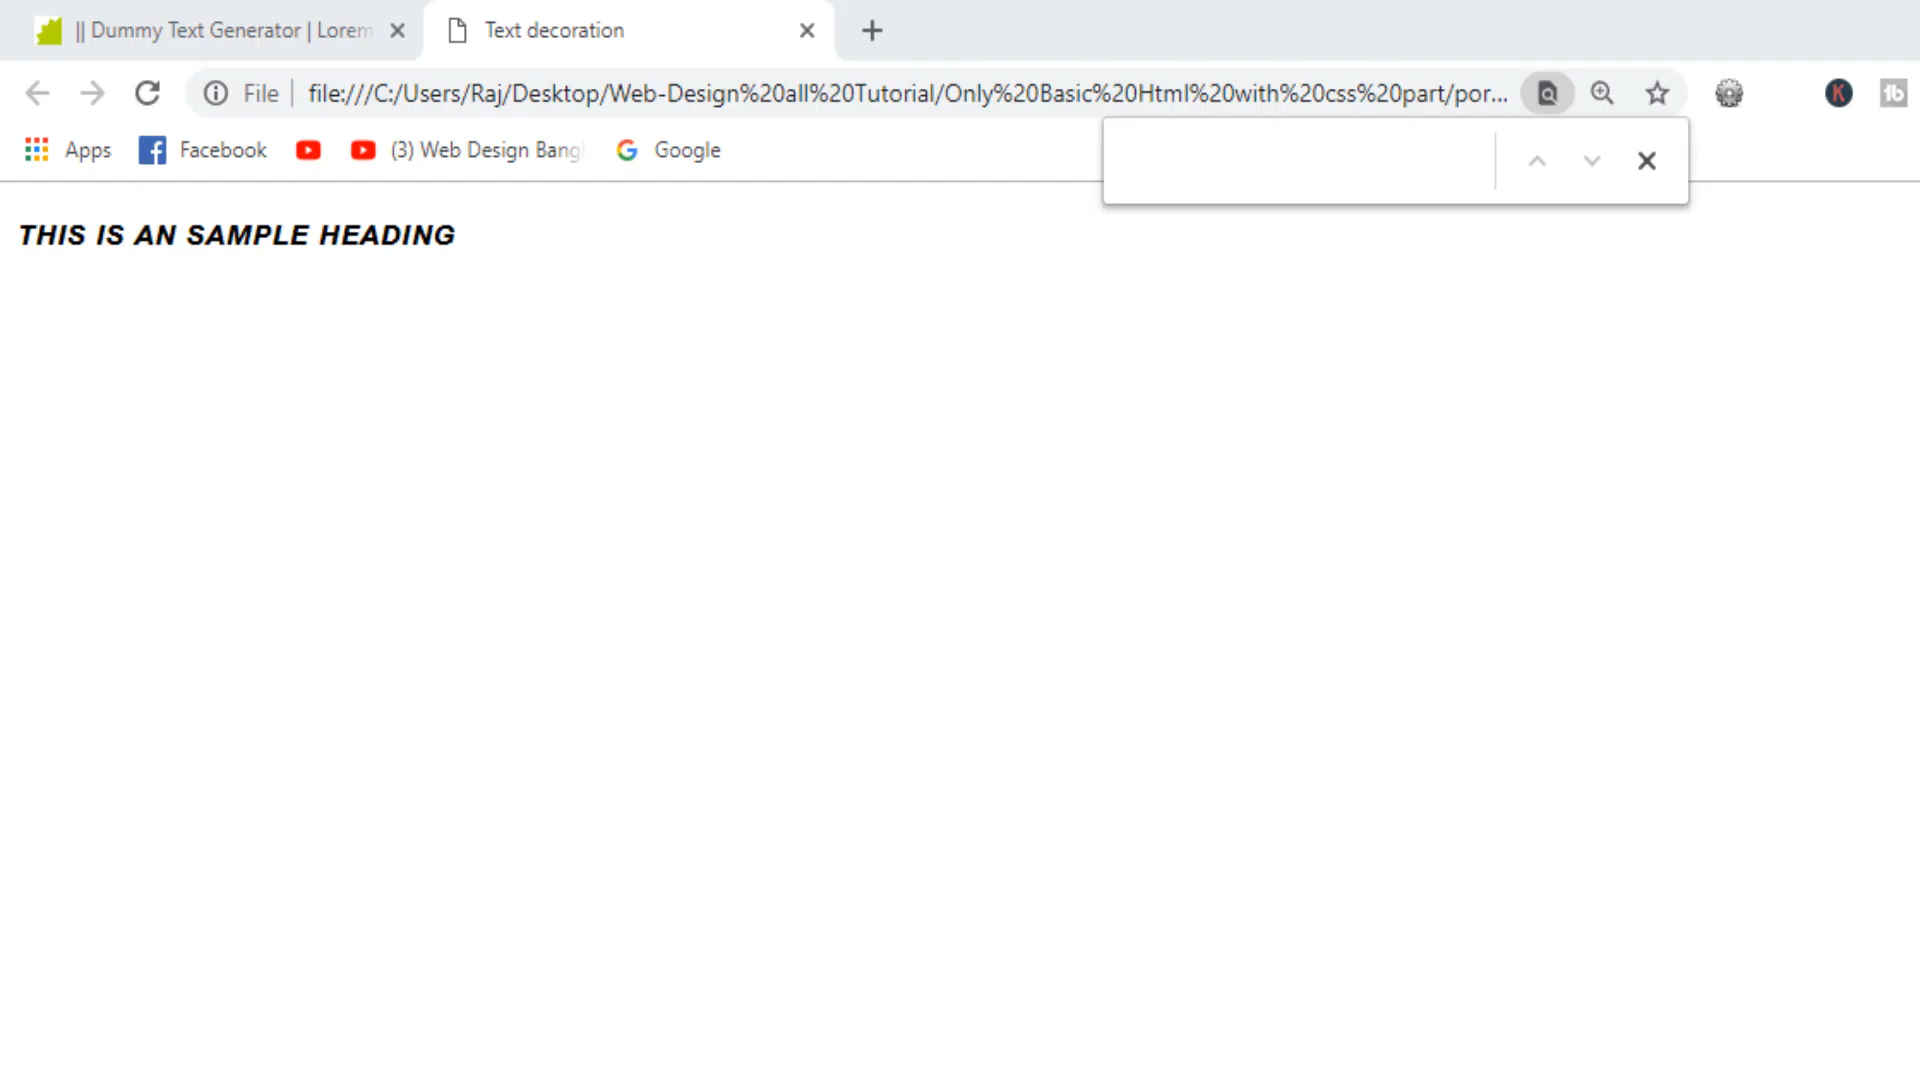 || Dummy Text Generator | Lorem
Text decoration
File | file:///C:/Users/Raj/Desktop/Web-Design%20all%20Tutorial/Only%20Basic%20Html%20with%20css%20part/por...
Apps Facebook (3) Web Design Bang Google
THIS IS AN SAMPLE HEADING